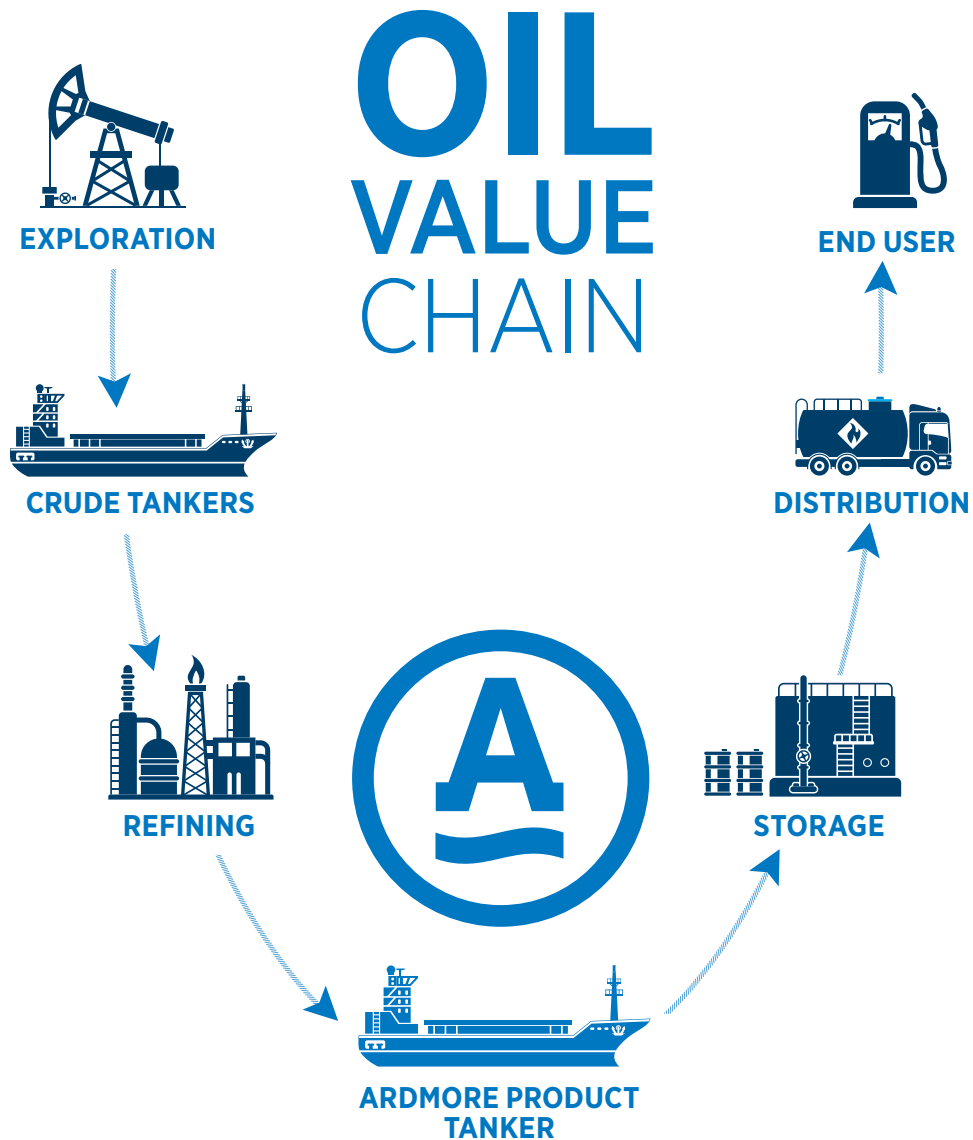 OIL
VALUE
CHAIN
EXPLORATION
CRUDE TANKERS
REFINING
A
ARDMORE PRODUCT
TANKER
STORAGE
DISTRIBUTION
END USER